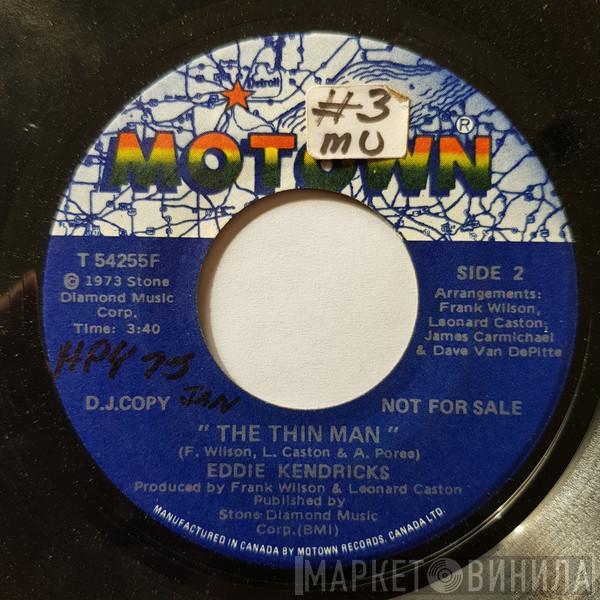 Detroit
#3
mu
MOTOWN®
T 54255F
© 1973 Stone
Diamond Music
Corp.
Time: 3:40
SIDE 2
Arrangements:
Frank Wilson,
Leonard Caston,
James Carmichael
& Dave Van DePitte
JAN
D.J.COPY
NOT FOR SALE
" THE THIN MAN "
(F. Wilson, L. Caston & A. Poree)
EDDIE KENDRICKS
Produced by Frank Wilson & Leonard Caston
Published by
Stone Diamond Music
Corp.(BMI)
MANUFACTURED IN CANADA BY MOTOWN RECORDS, CANADA LTD.
МАРКЕТ ВИНИЛА